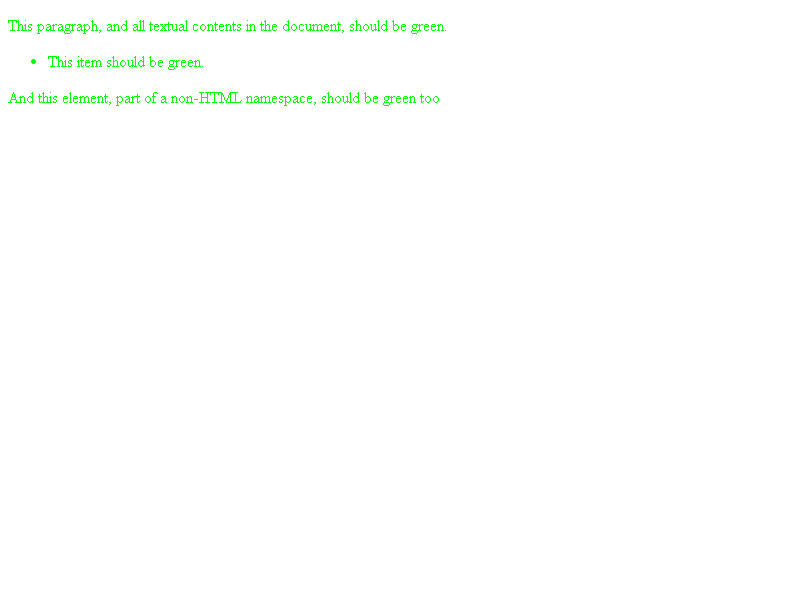 This paragraph, and all textual contents in the document, should be green.
• This item should be green.
And this element, part of a non-HTML namespace, should be green too